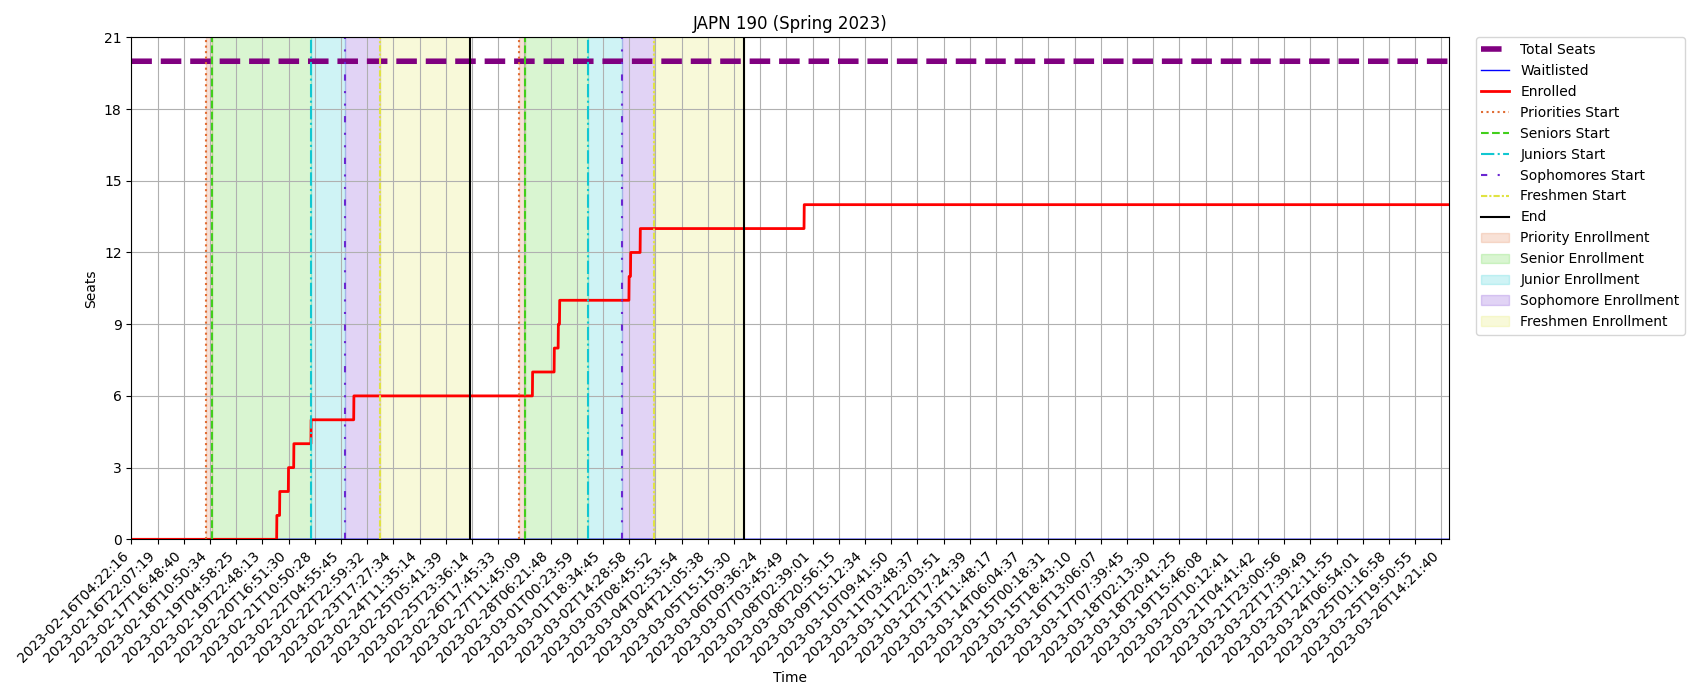 JAPN 190 (Spring 2023)
21
18
15
12
9
6
3
0
Seats
2023-02-16T04:22:16
2023-02-16T22:07:19
2023-02-17T16:48:40
2023-02-18T10:50:34
2023-02-19T04:58:25
2023-02-19T22:48:13
2023-02-20T16:51:30
2023-02-21T10:50:28
2023-02-22T04:55:45
2023-02-22T22:59:32
2023-02-23T17:27:34
2023-02-24T11:35:14
2023-02-25T05:41:39
2023-02-25T23:36:14
2023-02-26T17:45:33
2023-02-27T11:45:09
2023-02-28T06:21:48
2023-03-01T00:23:59
2023-03-01T18:34:45
2023-03-02T14:28:58
2023-03-03T08:45:52
2023-03-04T02:53:54
2023-03-04T21:05:38
2023-03-05T15:15:30
2023-03-06T09:36:24
2023-03-07T03:45:49
2023-03-08T02:39:01
2023-03-08T20:56:15
2023-03-09T15:12:34
2023-03-10T09:41:50
2023-03-11T03:48:37
2023-03-11T22:03:51
2023-03-12T17:24:39
2023-03-13T11:48:17
2023-03-14T06:04:37
2023-03-15T00:18:31
2023-03-15T18:43:10
2023-03-16T13:06:07
2023-03-17T07:39:45
2023-03-18T02:13:30
2023-03-18T20:41:25
2023-03-19T15:46:08
2023-03-20T10:12:41
2023-03-21T04:41:42
2023-03-21T23:00:56
2023-03-22T17:39:49
2023-03-23T12:11:55
2023-03-24T06:54:01
2023-03-25T01:16:58
2023-03-25T19:50:55
2023-03-26T14:21:40
Time
Total Seats
Waitlisted
Enrolled
Priorities Start
Seniors Start
Juniors Start
Sophomores Start
Freshmen Start
End
Priority Enrollment
Senior Enrollment
Junior Enrollment
Sophomore Enrollment
Freshmen Enrollment